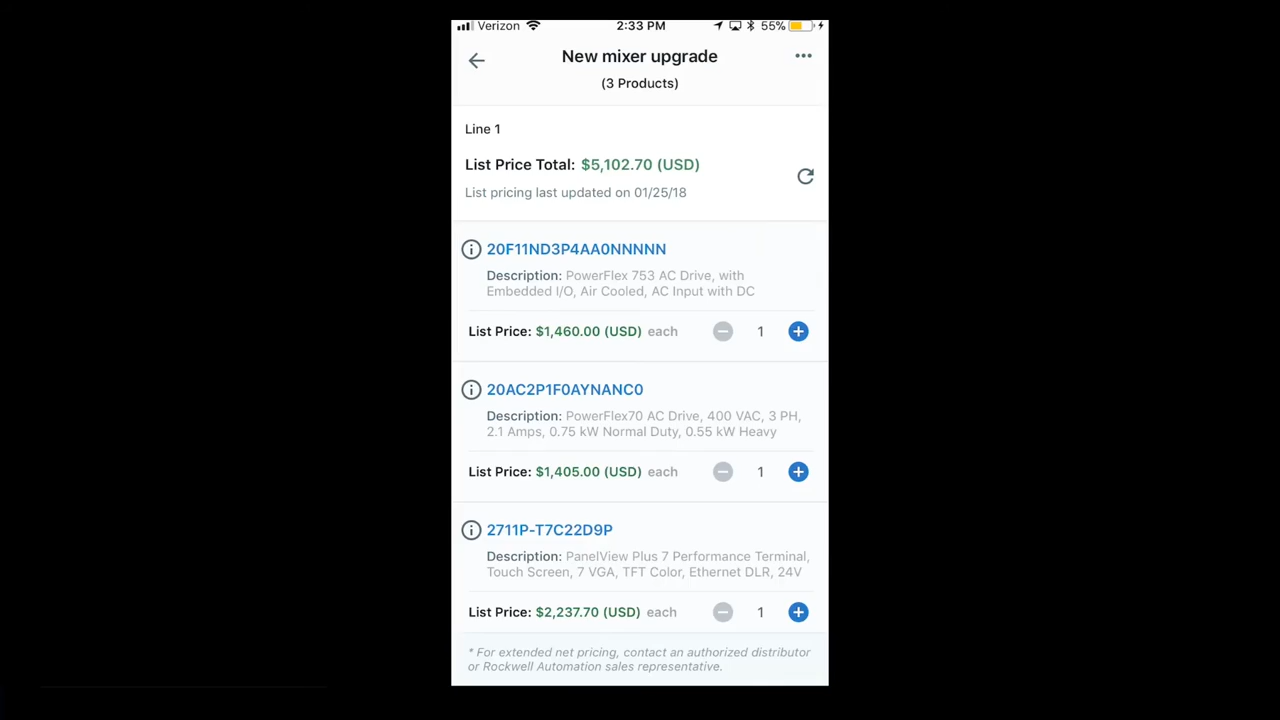 Verizon 2:33 PM 55%
New mixer upgrade
(3 Products)
Line 1
List Price Total: $5,102.70 (USD)
List pricing last updated on 01/25/18
20F11ND3P4AA0NNNNN
Description: PowerFlex 753 AC Drive, with
Embedded I/O, Air Cooled, AC Input with DC
List Price: $1,460.00 (USD) each 1
20AC2P1F0AYNANC0
Description: PowerFlex70 AC Drive, 400 VAC, 3 PH,
2.1 Amps, 0.75 kW Normal Duty, 0.55 kW Heavy
List Price: $1,405.00 (USD) each 1
2711P-T7C22D9P
Description: PanelView Plus 7 Performance Terminal,
Touch Screen, 7 VGA, TFT Color, Ethernet DLR, 24V
List Price: $2,237.70 (USD) each 1
* For extended net pricing, contact an authorized distributor
or Rockwell Automation sales representative.